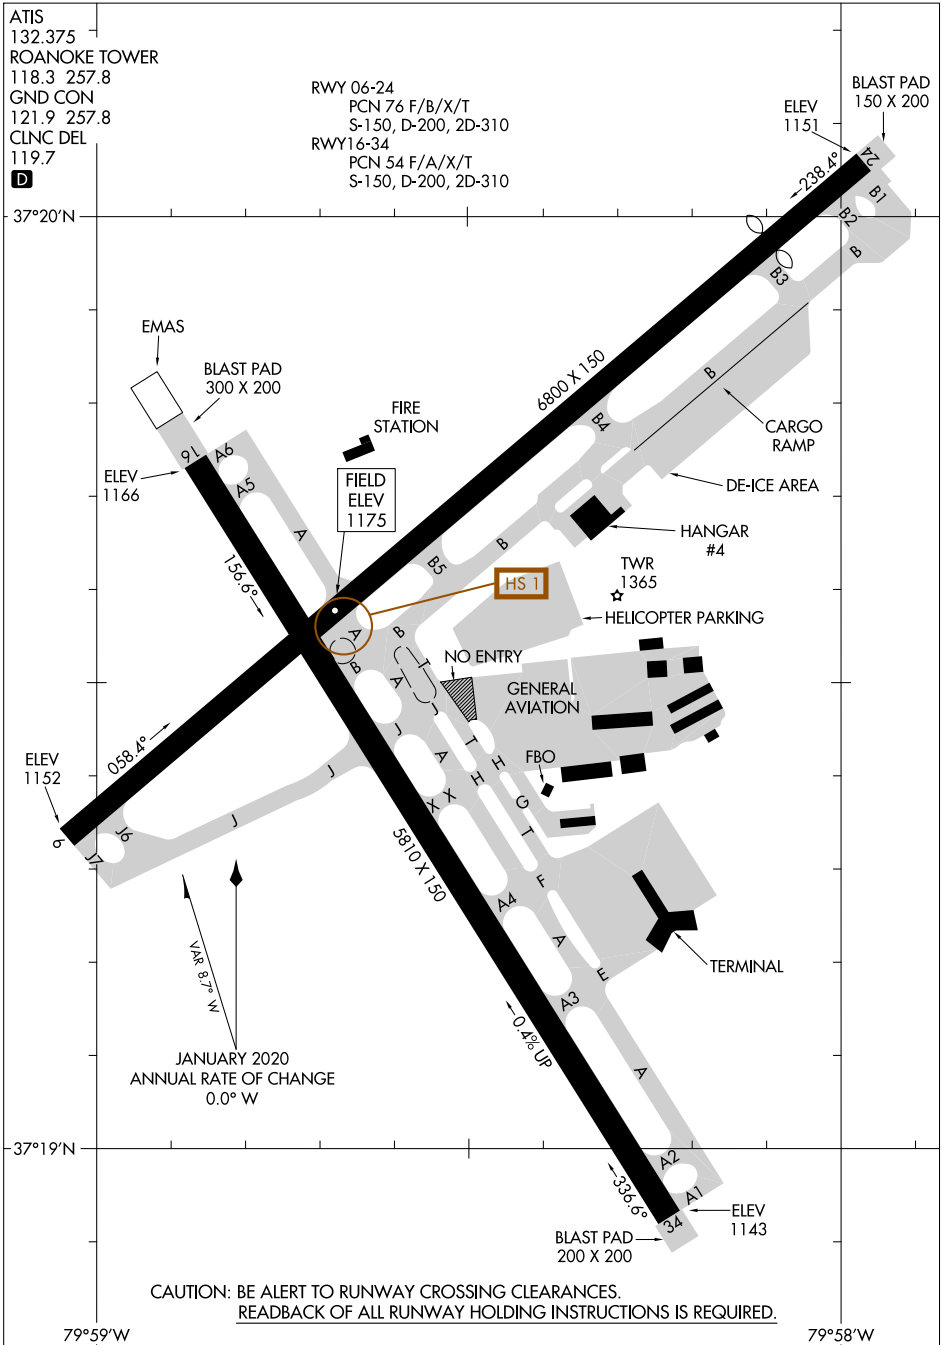 ATIS
132.375
ROANOKE TOWER
118.3 257.8
GND CON
121.9 257.8
CLNC DEL
119.7
D
RWY 06-24
PCN 76 F/B/X/T
S-150, D-200, 2D-310
RWY16-34
PCN 54 F/A/X/T
S-150, D-200, 2D-310
BLAST PAD
150 X 200
ELEV
1151
24
238.4°
B1
B2
B
B3
37°20'N
EMAS
BLAST PAD
300 X 200
6800 X 150
B
FIRE
STATION
B4
CARGO
RAMP
16
A6
ELEV
1166
A5
FIELD
ELEV
1175
DE-ICE AREA
A
B
HANGAR
#4
156.6°
B5
HS 1
TWR
1365
HELICOPTER PARKING
A
B
B
T
NO ENTRY
A
GENERAL
AVIATION
J
J
T
058.4°
J
A
H
H
FBO
ELEV
1152
X
X
G
T
J
J6
6
J7
5810 X 150
F
A4
A
E
TERMINAL
VAR 8.7° W
A3
0.4% UP
JANUARY 2020
ANNUAL RATE OF CHANGE
0.0° W
A
37°19'N
A2
A1
336.6°
34
ELEV
1143
BLAST PAD
200 X 200
CAUTION: BE ALERT TO RUNWAY CROSSING CLEARANCES.
READBACK OF ALL RUNWAY HOLDING INSTRUCTIONS IS REQUIRED.
79°59'W
79°58'W